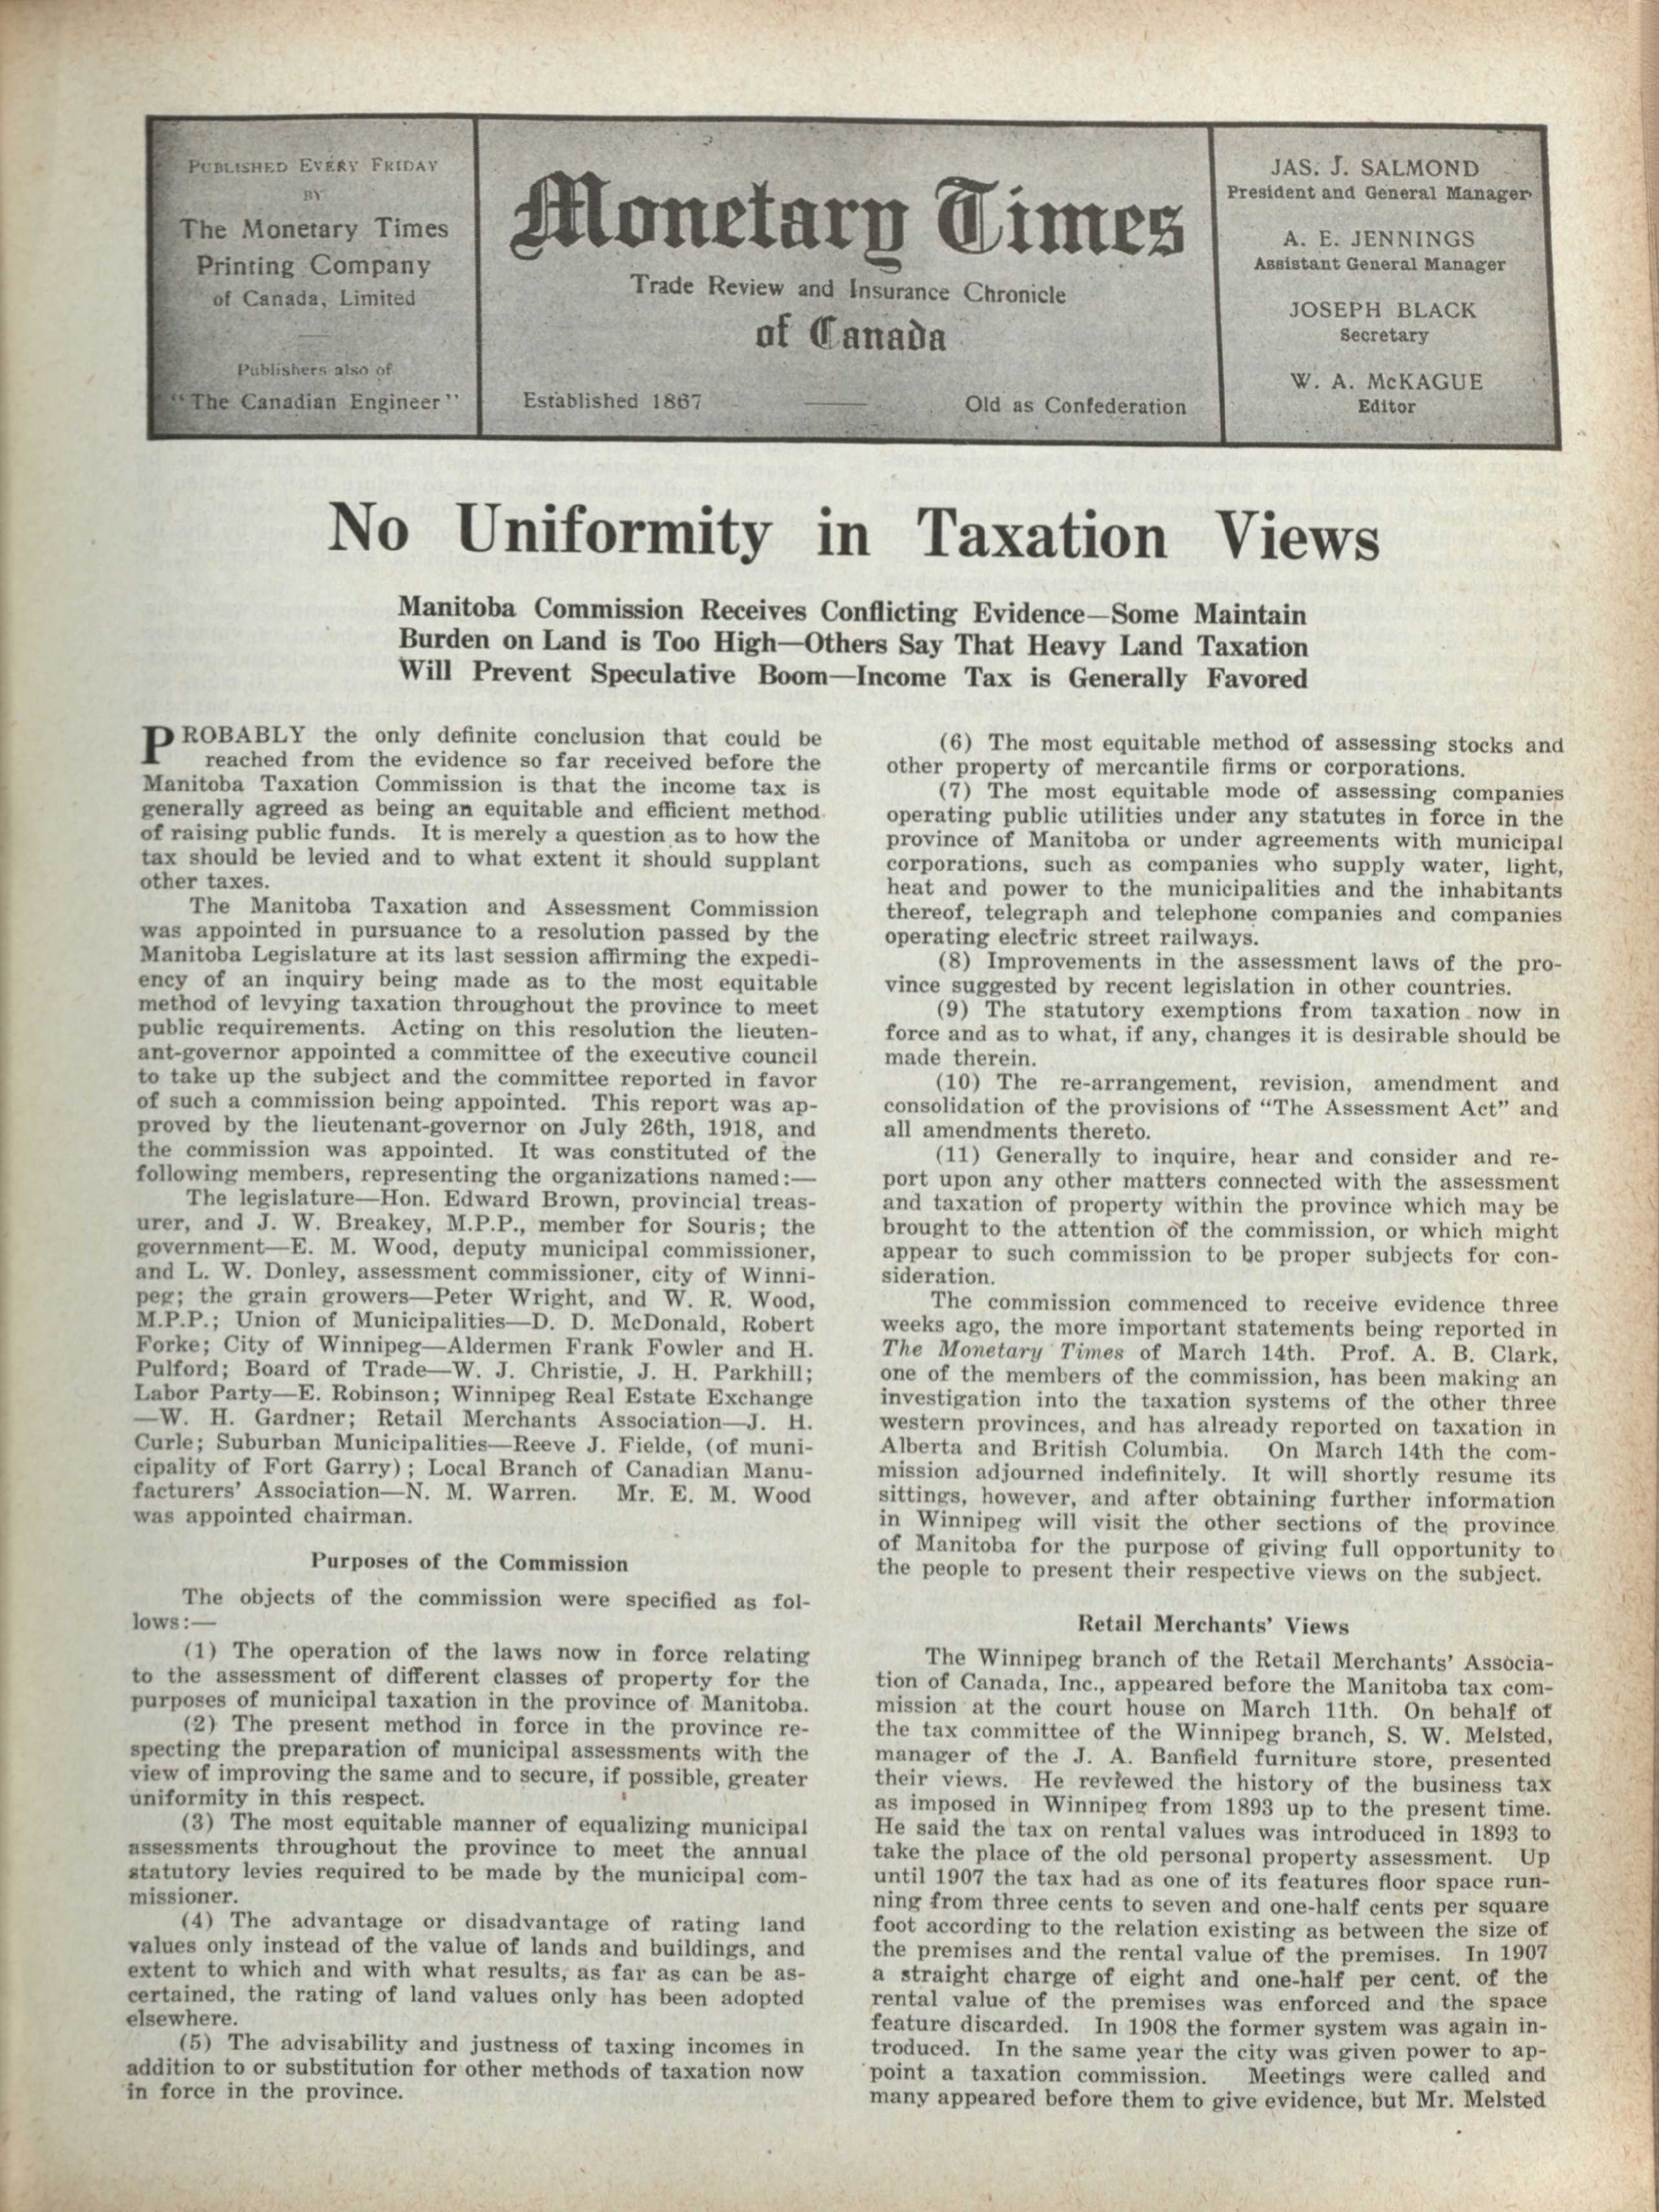 PUBLISHED EVERY FRIDAY
BY
The Monetary Times
Printing Company
of Canada, Limited
Publishers also of
"The Canadian Engineer"
Monetary Times
Trade Review and Insurance Chronicle
of Canada
Established 1867
Old as Confederation
JAS. J. SALMOND
President and General Manager
A. E. JENNINGS
Assistant General Manager
JOSEPH BLACK
Secretary
W. A. McKAGUE
Editor
No Uniformity in Taxation Views
Manitoba Commission Receives Conflicting Evidence—Some Maintain
Burden on Land is Too High—Others Say That Heavy Land Taxation
Will Prevent Speculative Boom—Income Tax is Generally Favored
PROBABLY the only definite conclusion that could be
reached from the evidence so far received before the
Manitoba Taxation Commission is that the income tax is
generally agreed as being an equitable and efficient method
of raising public funds. It is merely a question as to how the
tax should be levied and to what extent it should supplant
other taxes.
The Manitoba Taxation and Assessment Commission
was appointed in pursuance to a resolution passed by the
Manitoba Legislature at its last session affirming the expedi-
ency of an inquiry being made as to the most equitable
method of levying taxation throughout the province to meet
public requirements. Acting on this resolution the lieuten-
ant-governor appointed a committee of the executive council
to take up the subject and the committee reported in favor
of such a commission being appointed. This report was ap-
proved by the lieutenant-governor on July 26th, 1918, and
the commission was appointed. It was constituted of the
following members, representing the organizations named:—
The legislature—Hon. Edward Brown, provincial treas-
urer, and J. W. Breakey, M.P.P., member for Souris; the
government—E. M. Wood, deputy municipal commissioner,
and L. W. Donley, assessment commissioner, city of Winni-
peg; the grain growers—Peter Wright, and W. R. Wood,
M.P.P.; Union of Municipalities—D. D. McDonald, Robert
Forke; City of Winnipeg—Aldermen Frank Fowler and H.
Pulford; Board of Trade—W. J. Christie, J. H. Parkhill;
Labor Party—E. Robinson; Winnipeg Real Estate Exchange
—W. H. Gardner; Retail Merchants Association—J. H.
Curle; Suburban Municipalities—Reeve J. Fielde, (of muni-
cipality of Fort Garry); Local Branch of Canadian Manu-
facturers' Association—N. M. Warren. Mr. E. M. Wood
was appointed chairman.
Purposes of the Commission
The objects of the commission were specified as fol-
lows:—
(1) The operation of the laws now in force relating
to the assessment of different classes of property for the
purposes of municipal taxation in the province of Manitoba.
(2) The present method in force in the province re-
specting the preparation of municipal assessments with the
view of improving the same and to secure, if possible, greater
uniformity in this respect.
(3) The most equitable manner of equalizing municipal
assessments throughout the province to meet the annual
statutory levies required to be made by the municipal com-
missioner.
(4) The advantage or disadvantage of rating land
values only instead of the value of lands and buildings, and
extent to which and with what results, as far as can be as-
certained, the rating of land values only has been adopted
elsewhere.
(5) The advisability and justness of taxing incomes in
addition to or substitution for other methods of taxation now
in force in the province.
(6) The most equitable method of assessing stocks and
other property of mercantile firms or corporations.
(7) The most equitable mode of assessing companies
operating public utilities under any statutes in force in the
province of Manitoba or under agreements with municipal
corporations, such as companies who supply water, light,
heat and power to the municipalities and the inhabitants
thereof, telegraph and telephone companies and companies
operating electric street railways.
(8) Improvements in the assessment laws of the pro-
vince suggested by recent legislation in other countries.
(9) The statutory exemptions from taxation now in
force and as to what, if any, changes it is desirable should be
made therein.
(10) The re-arrangement, revision, amendment and
consolidation of the provisions of "The Assessment Act" and
all amendments thereto.
(11) Generally to inquire, hear and consider and re-
port upon any other matters connected with the assessment
and taxation of property within the province which may be
brought to the attention of the commission, or which might
appear to such commission to be proper subjects for con-
sideration.
The commission commenced to receive evidence three
weeks ago, the more important statements being reported in
The Monetary Times of March 14th. Prof. A. B. Clark,
one of the members of the commission, has been making an
investigation into the taxation systems of the other three
western provinces, and has already reported on taxation in
Alberta and British Columbia. On March 14th the com-
mission adjourned indefinitely. It will shortly resume its
sittings, however, and after obtaining further information
in Winnipeg will visit the other sections of the province
of Manitoba for the purpose of giving full opportunity to
the people to present their respective views on the subject.
Retail Merchants' Views
The Winnipeg branch of the Retail Merchants' Associa-
tion of Canada, Inc., appeared before the Manitoba tax com-
mission at the court house on March 11th. On behalf of
the tax committee of the Winnipeg branch, S. W. Melsted,
manager of the J. A. Banfield furniture store, presented
their views. He reviewed the history of the business tax
as imposed in Winnipeg from 1893 up to the present time.
He said the tax on rental values was introduced in 1893 to
take the place of the old personal property assessment. Up
until 1907 the tax had as one of its features floor space run-
ning from three cents to seven and one-half cents per square
foot according to the relation existing as between the size of
the premises and the rental value of the premises. In 1907
a straight charge of eight and one-half per cent. of the
rental value of the premises was enforced and the space
feature discarded. In 1908 the former system was again in-
troduced. In the same year the city was given power to ap-
point a taxation commission. Meetings were called and
many appeared before them to give evidence, but Mr. Melsted